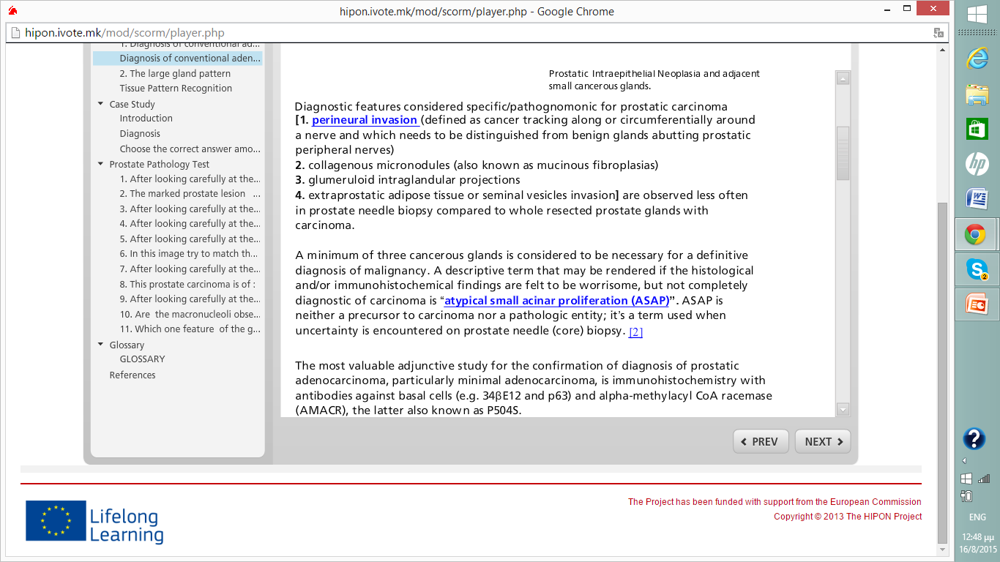 hipon.ivote.mk/mod/scorm/player.php - Google Chrome
hipon.ivote.mk/mod/scorm/player.php
1. Diagnosis of conventional ad...
Diagnosis of conventional aden...
2. The large gland pattern
Tissue Pattern Recognition
Case Study
Introduction
Diagnosis
Choose the correct answer amo...
Prostate Pathology Test
1. After looking carefully at the...
2. The marked prostate lesion ...
3. After looking carefully at the...
4. After looking carefully at the...
5. After looking carefully at the...
6. In this image try to match th...
7. After looking carefully at the...
8. This prostate carcinoma is of :
9. After looking carefully at the...
10. Are the macronucleoli obse...
11. Which one feature of the g...
Glossary
GLOSSARY
References
Prostatic Intraepithelial Neoplasia and adjacent
small cancerous glands.
Diagnostic features considered specific/pathognomonic for prostatic carcinoma
[1. perineural invasion (defined as cancer tracking along or circumferentially around
a nerve and which needs to be distinguished from benign glands abutting prostatic
peripheral nerves)
2. collagenous micronodules (also known as mucinous fibroplasias)
3. glumeruloid intraglandular projections
4. extraprostatic adipose tissue or seminal vesicles invasion] are observed less often
in prostate needle biopsy compared to whole resected prostate glands with
carcinoma.
A minimum of three cancerous glands is considered to be necessary for a definitive
diagnosis of malignancy. A descriptive term that may be rendered if the histological
and/or immunohistochemical findings are felt to be worrisome, but not completely
diagnostic of carcinoma is “atypical small acinar proliferation (ASAP)”. ASAP is
neither a precursor to carcinoma nor a pathologic entity; it’s a term used when
uncertainty is encountered on prostate needle (core) biopsy. [2]
The most valuable adjunctive study for the confirmation of diagnosis of prostatic
adenocarcinoma, particularly minimal adenocarcinoma, is immunohistochemistry with
antibodies against basal cells (e.g. 34βE12 and p63) and alpha-methylacyl CoA racemase
(AMACR), the latter also known as P504S.
PREV
NEXT
Lifelong
Learning
The Project has been funded with support from the European Commission
Copyright © 2013 The HIPON Project
hp
2
?
ENG
12:48 μμ
16/8/2015